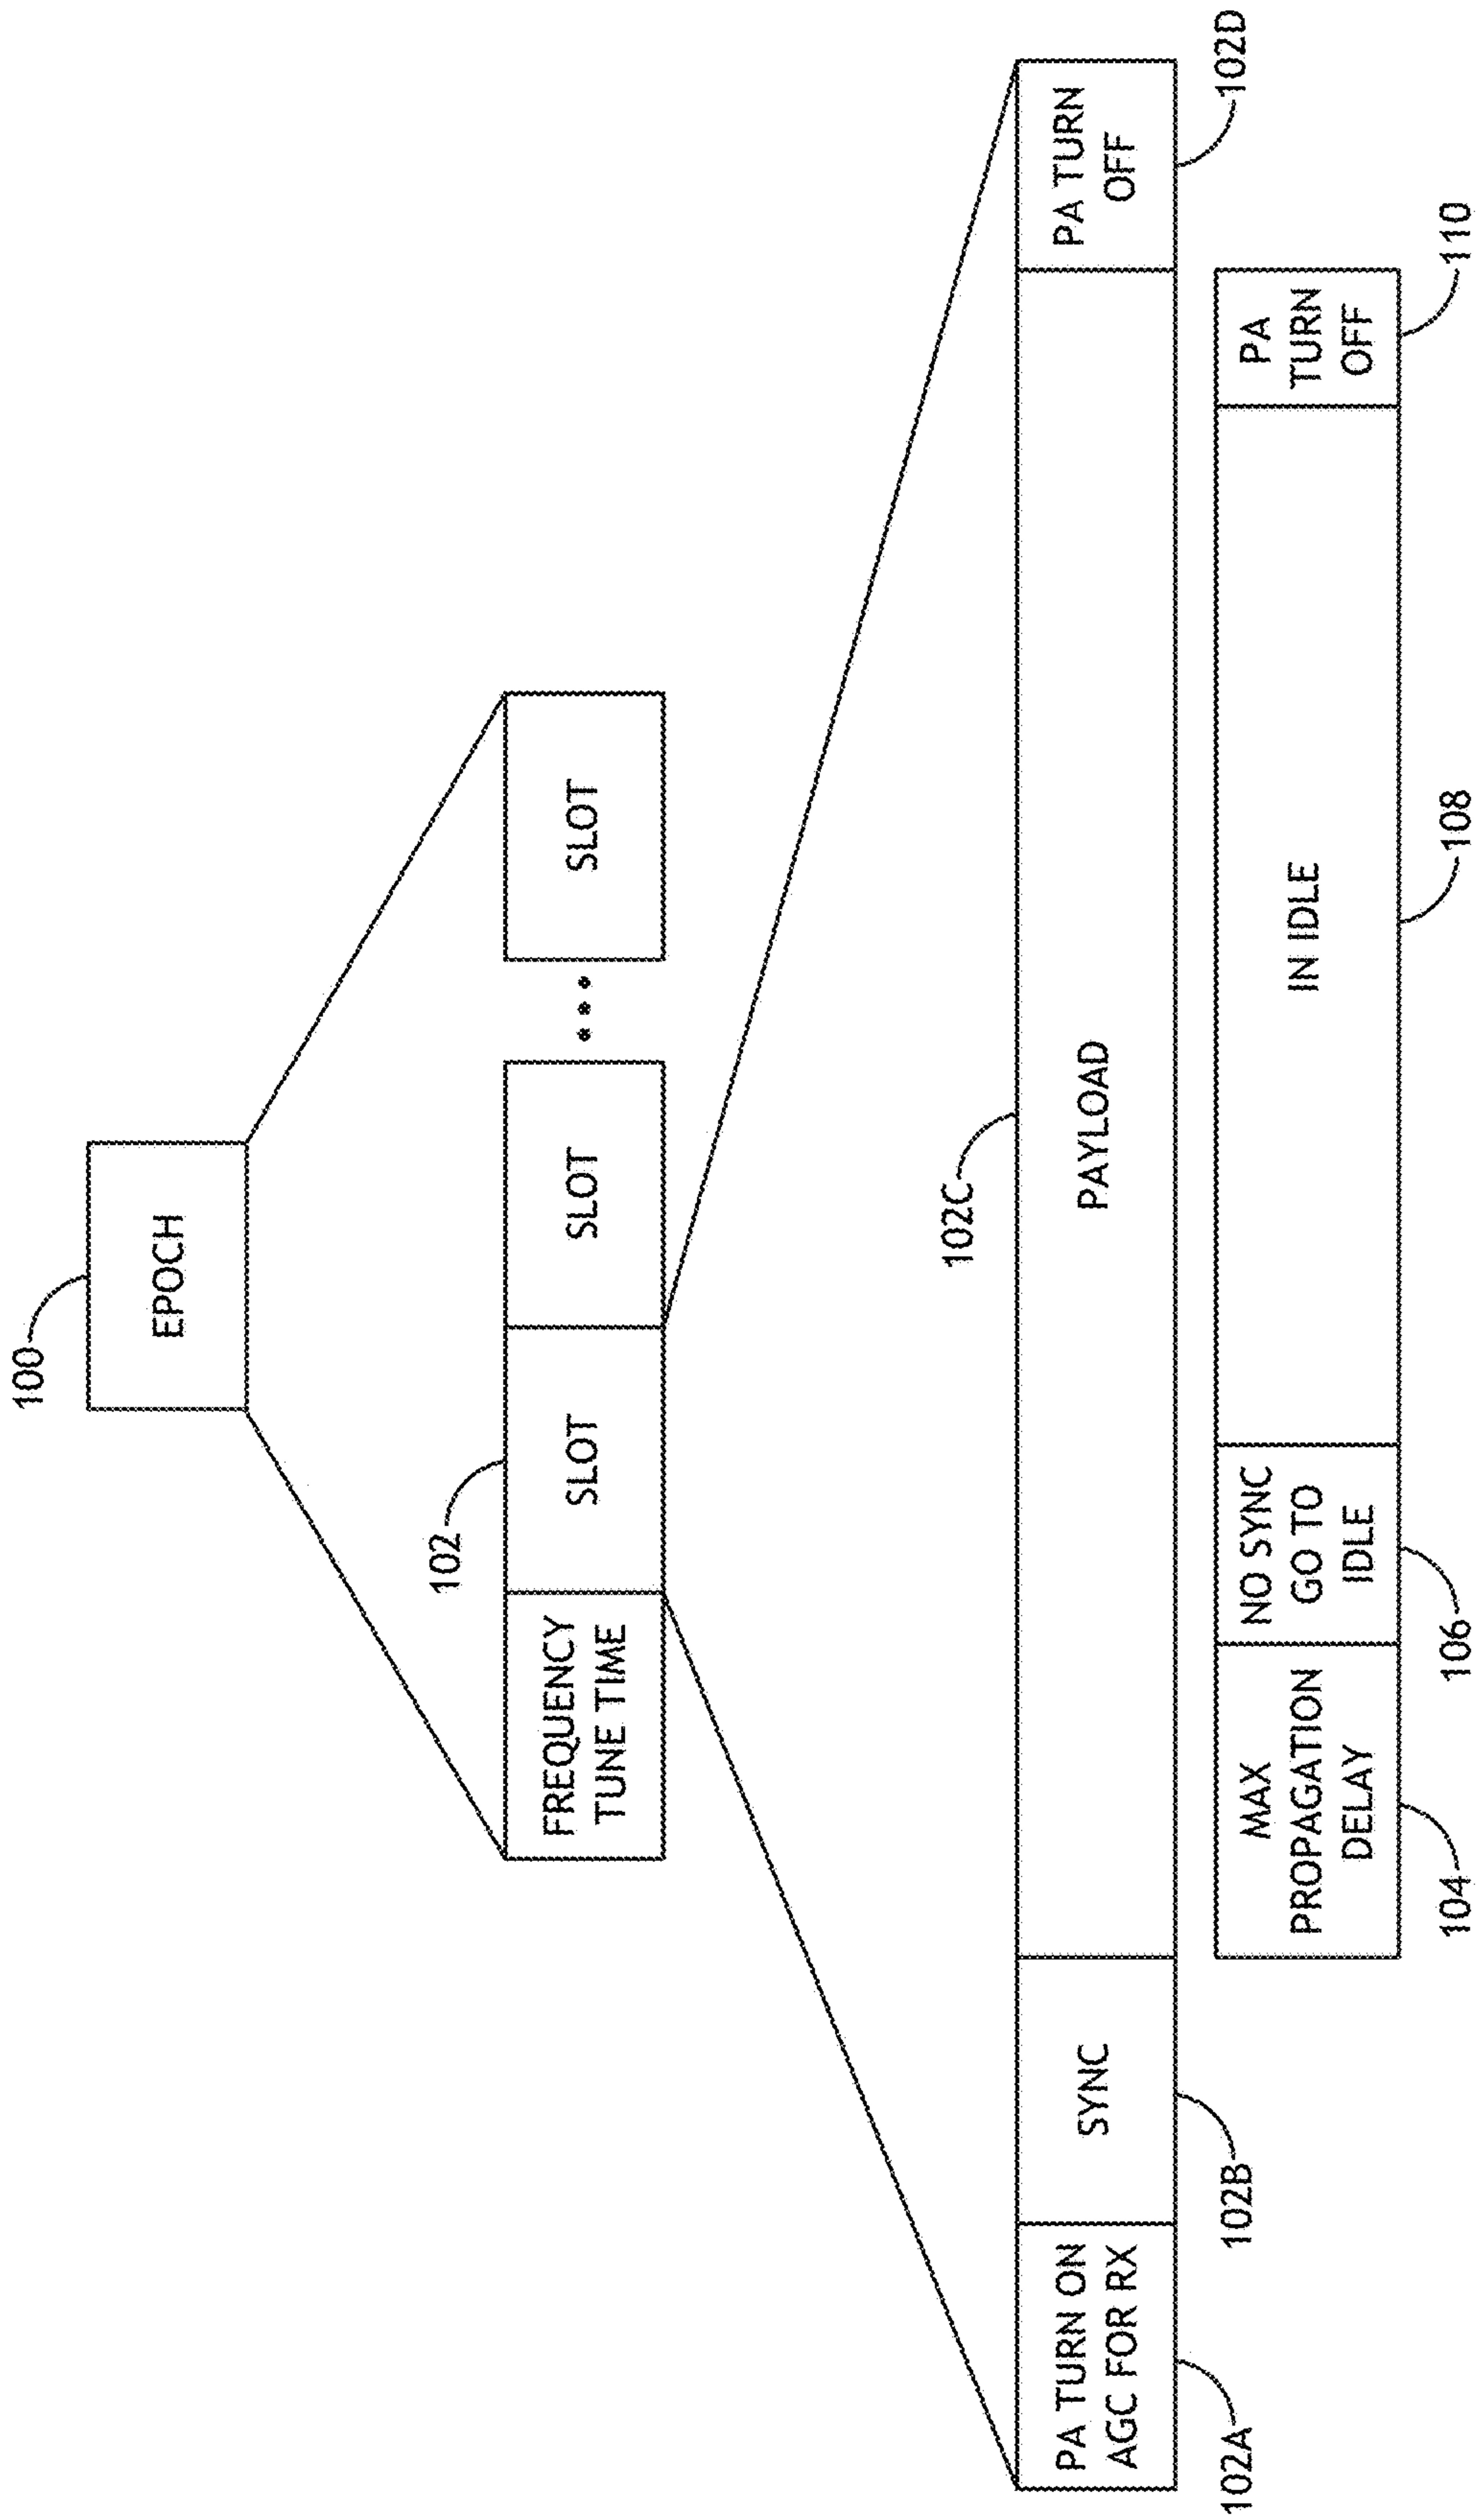 100
EPOCH
102
FREQUENCY
TUNE TIME
SLOT
SLOT
SLOT
102C
PA TURN ON
AGC FOR RX
SYNC
PAYLOAD
PA TURN
OFF
102A
102B
102D
MAX
PROPAGATION
DELAY
NO SYNC
GO TO
IDLE
IN IDLE
PA
TURN
OFF
104
106
108
110